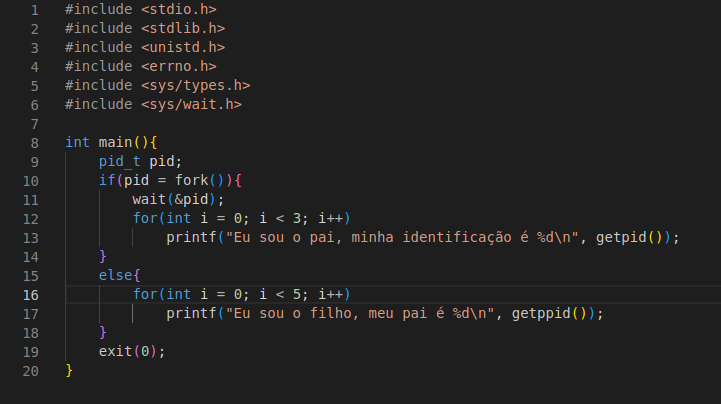 1 #include <stdio.h>
2 #include <stdlib.h>
3 #include <unistd.h>
4 #include <errno.h>
5 #include <sys/types.h>
6 #include <sys/wait.h>
7
8 int main(){
9     pid_t pid;
10     if(pid = fork()){
11         wait(&pid);
12         for(int i = 0; i < 3; i++)
13             printf("Eu sou o pai, minha identificação é %d\n", getpid());
14     }
15     else{
16         for(int i = 0; i < 5; i++)
17             printf("Eu sou o filho, meu pai é %d\n", getppid());
18     }
19     exit(0);
20 }